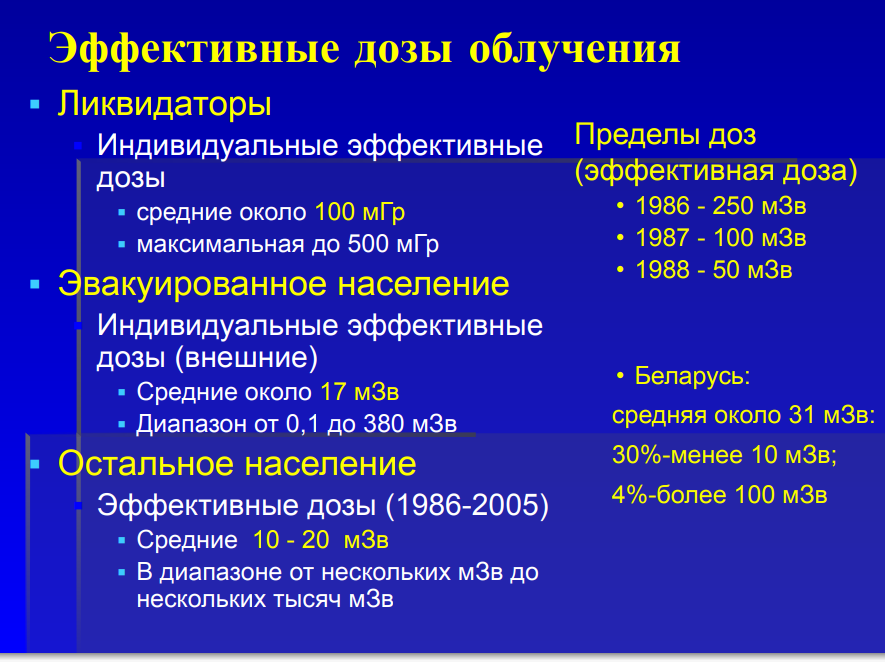 Эффективные дозы облучения
▪ Ликвидаторы
▪ Индивидуальные эффективные
дозы
▪ средние около 100 мГр
▪ максимальная до 500 мГр
▪ Эвакуированное население
▪ Индивидуальные эффективные
дозы (внешние)
▪ Средние около 17 мЗв
▪ Диапазон от 0,1 до 380 мЗв
▪ Остальное население
▪ Эффективные дозы (1986-2005)
▪ Средние 10 - 20 мЗв
▪ В диапазоне от нескольких мЗв до
нескольких тысяч мЗв
Пределы доз
(эффективная доза)
• 1986 - 250 мЗв
• 1987 - 100 мЗв
• 1988 - 50 мЗв
• Беларусь:
средняя около 31 мЗв:
30%-менее 10 мЗв;
4%-более 100 мЗв